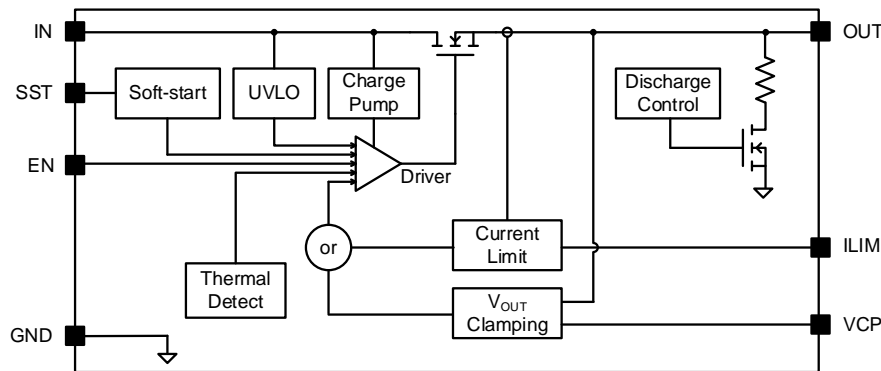 IN
OUT
SST
Soft-start
UVLO
Charge
Pump
Discharge
Control
EN
Driver
or
Current
Limit
ILIM
Thermal
Detect
VOUT
Clamping
VCP
GND